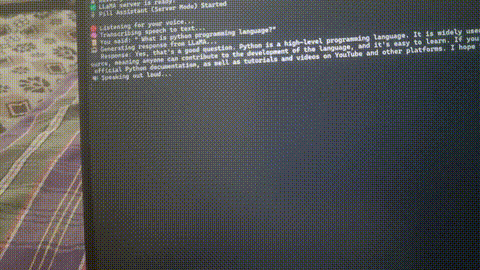 LLaMA server is ready!
Pill Assistant (Server Mode) Started
Listening for your voice...
Transcribing speech to text...
You said: " What is python programming language?"
Generating response from LLaMA...
Response: Yes, that's a good question. Python is a high-level programming language. It is widely used
source, meaning anyone can contribute to the development of the language, and it's easy to learn. If you
official Python documentation, as well as tutorials and videos on YouTube and other platforms. I hope
Speaking out loud...